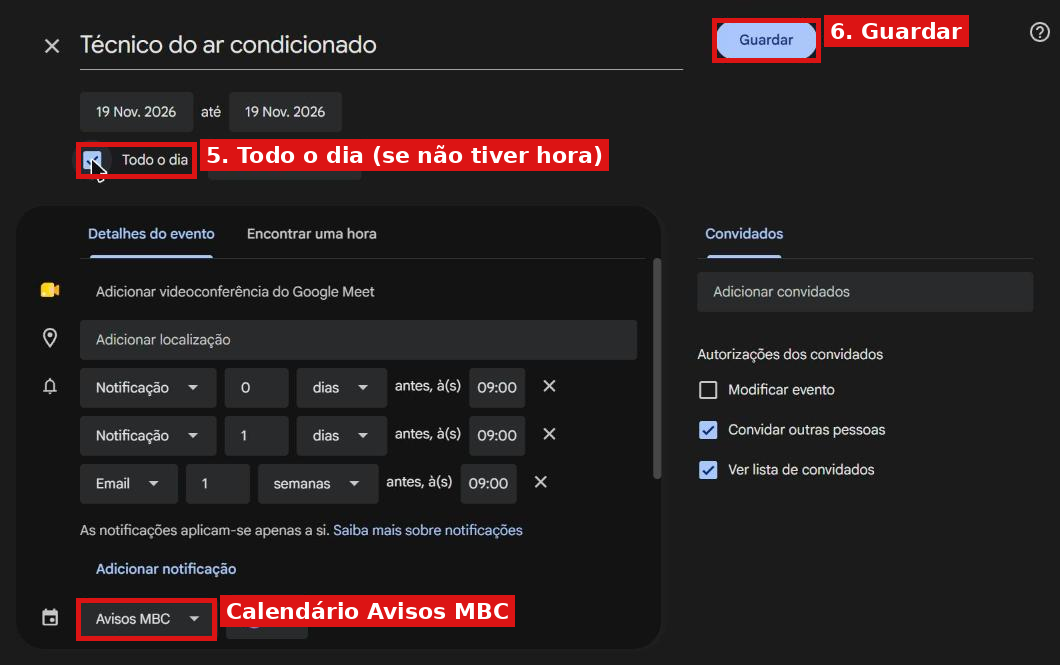 Técnico do ar condicionado
Guardar
6. Guardar
19 Nov. 2026 até 19 Nov. 2026
Todo o dia
5. Todo o dia (se não tiver hora)
Detalhes do evento
Encontrar uma hora
Adicionar videoconferência do Google Meet
Adicionar localização
Notificação 0 dias antes, à(s) 09:00
Notificação 1 dias antes, à(s) 09:00
Email 1 semanas antes, à(s) 09:00
As notificações aplicam-se apenas a si. Saiba mais sobre notificações
Adicionar notificação
Avisos MBC
Calendário Avisos MBC
Convidados
Adicionar convidados
Autorizações dos convidados
Modificar evento
Convidar outras pessoas
Ver lista de convidados